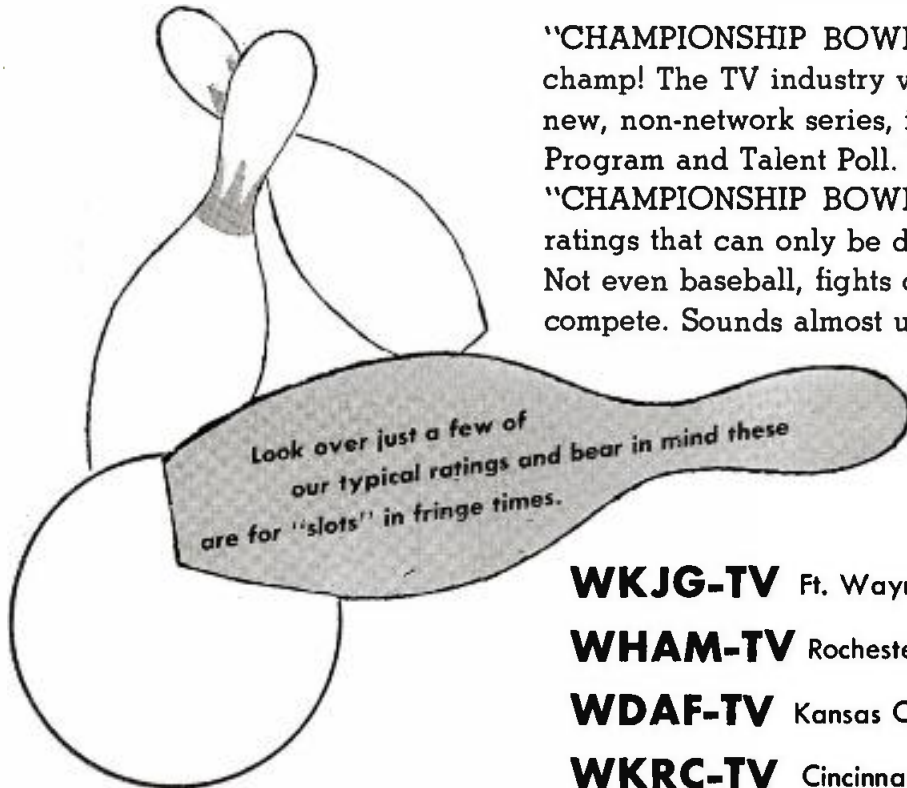 "CHAMPIONSHIP BOWL
champ! The TV industry v
new, non-network series, i
Program and Talent Poll.
"CHAMPIONSHIP BOWL
ratings that can only be d
Not even baseball, fights o
compete. Sounds almost u
Look over just a few of
our typical ratings and bear in mind these
are for "slots" in fringe times.
WKJG-TV Ft. Wayn
WHAM-TV Rocheste
WDAF-TV Kansas C
WKRC-TV Cincinna